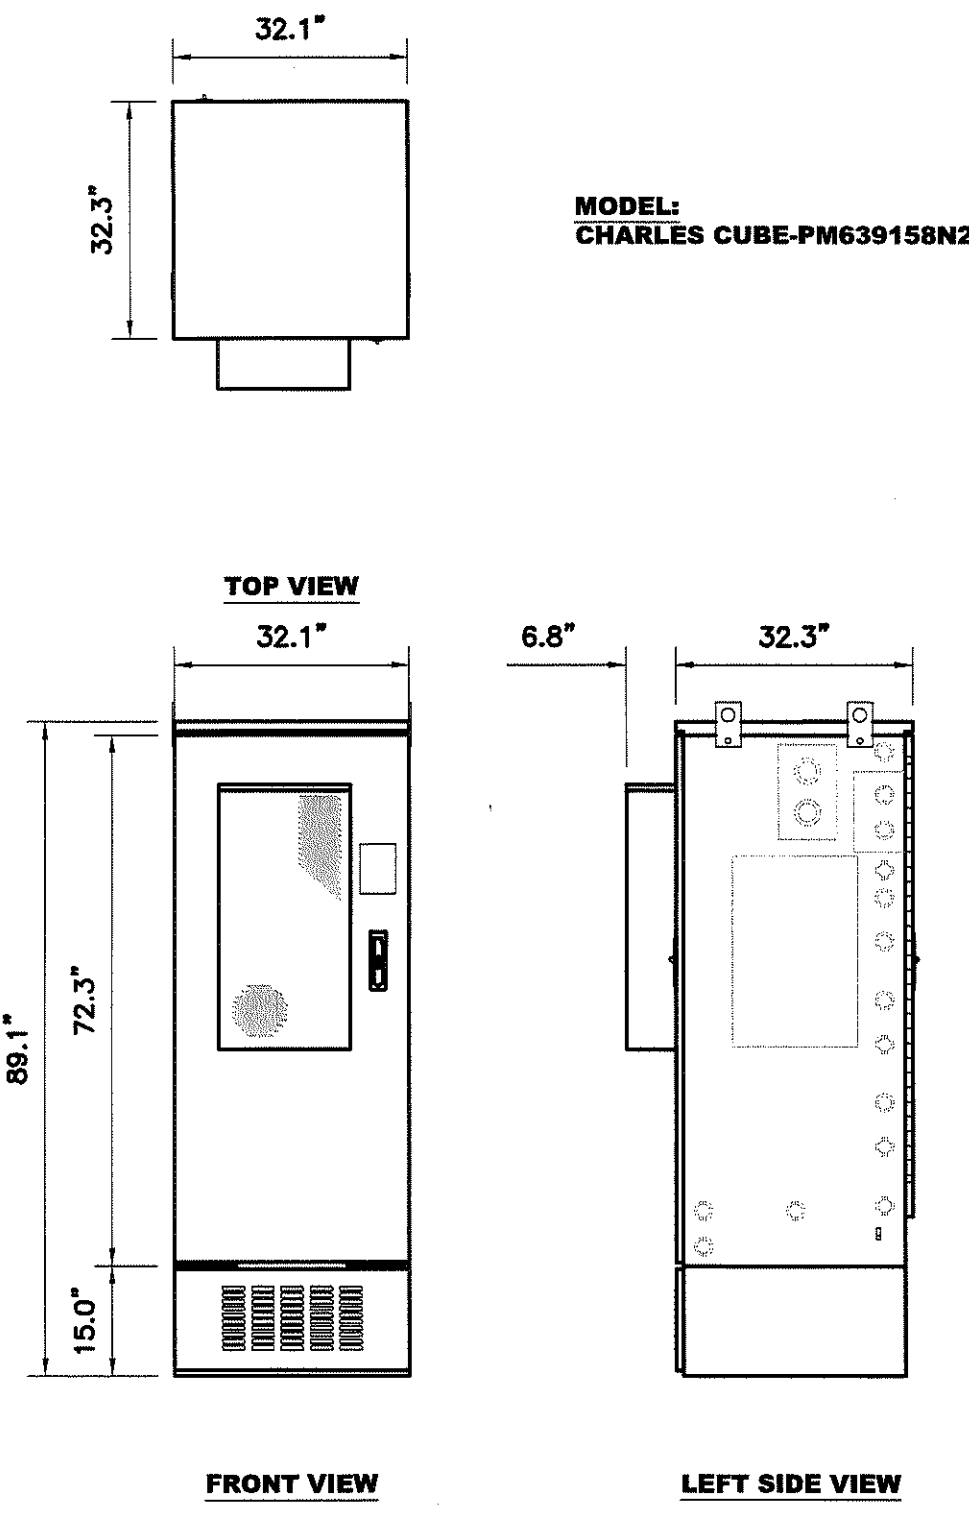 32.1"
32.3"
MODEL:
CHARLES CUBE-PM639158N2
TOP VIEW
32.1"
6.8"
32.3"
89.1"
72.3"
15.0"
FRONT VIEW
LEFT SIDE VIEW